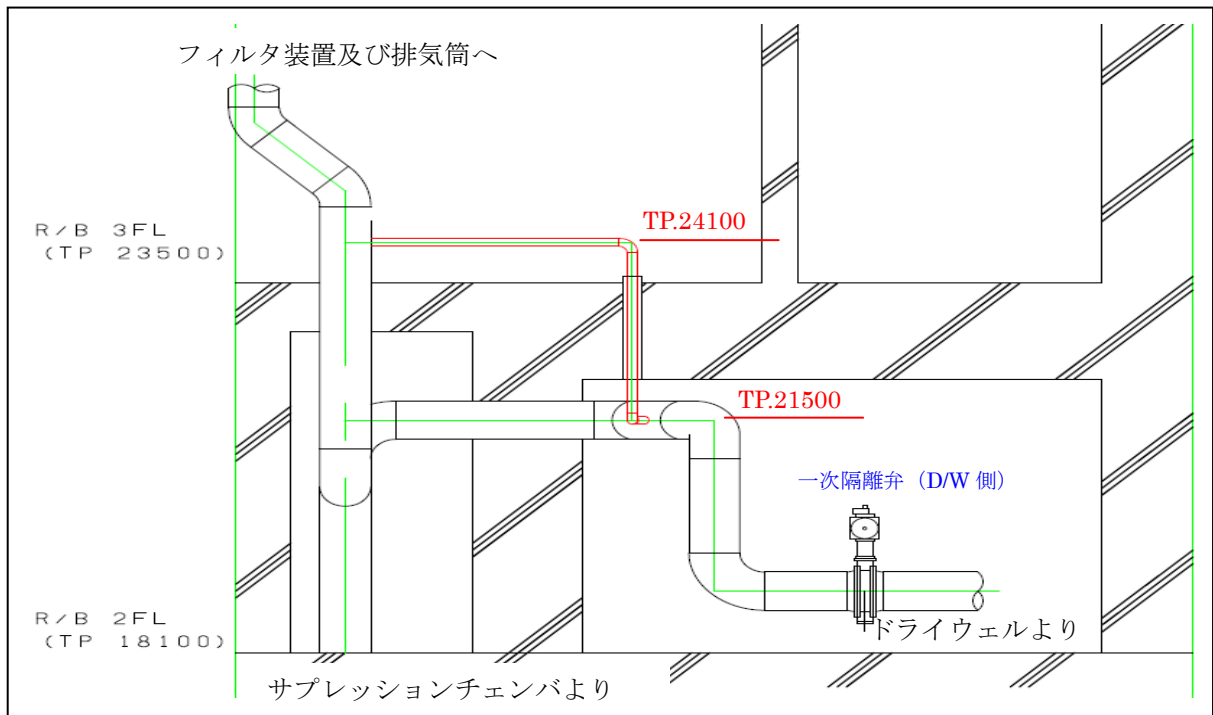 フィルタ装置及び排気筒へ
R/B 3FL
(TP 23500)
TP.24100
TP.21500
一次隔離弁（D/W 側）
R/B 2FL
(TP 18100)
ドライウェルより
サプレッションチェンバより